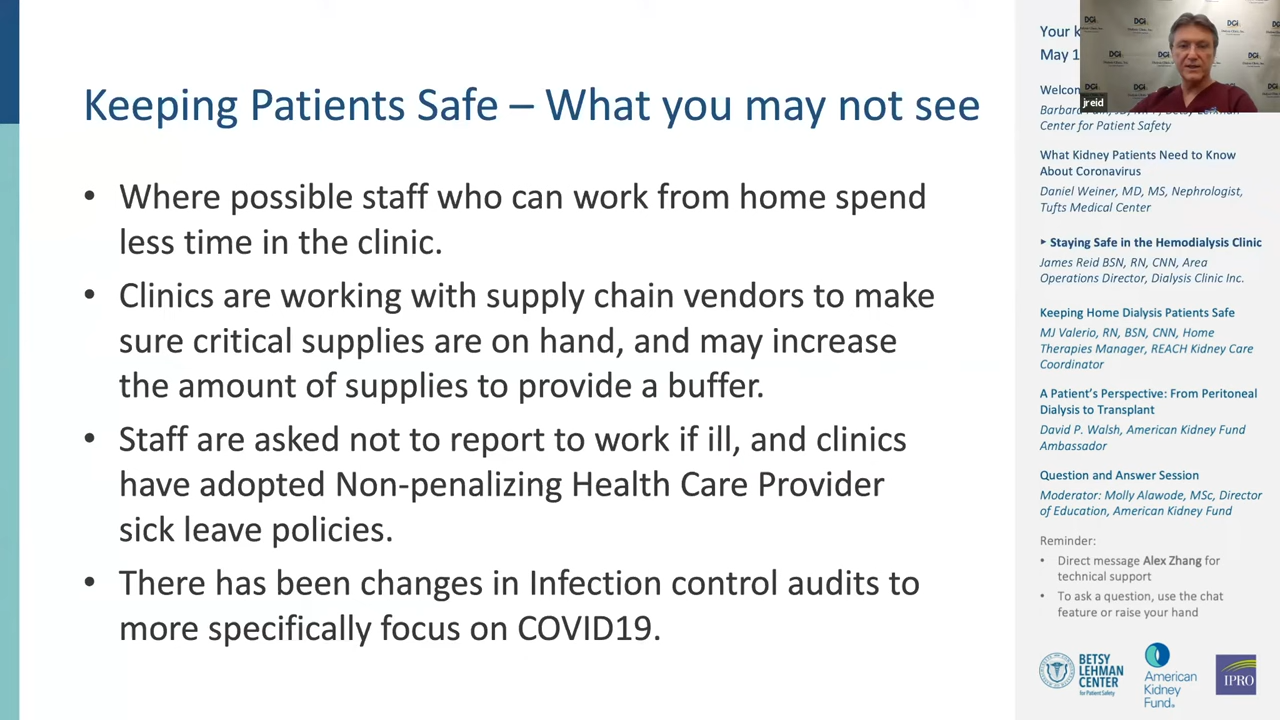 Keeping Patients Safe – What you may not see
• Where possible staff who can work from home spend
less time in the clinic.
• Clinics are working with supply chain vendors to make
sure critical supplies are on hand, and may increase
the amount of supplies to provide a buffer.
• Staff are asked not to report to work if ill, and clinics
have adopted Non-penalizing Health Care Provider
sick leave policies.
• There has been changes in Infection control audits to
more specifically focus on COVID19.
Your k
May 1
DCi
jreid
Welcom
Center for Patient Safety
What Kidney Patients Need to Know
About Coronavirus
Daniel Weiner, MD, MS, Nephrologist,
Tufts Medical Center
▸ Staying Safe in the Hemodialysis Clinic
James Reid BSN, RN, CNN, Area
Operations Director, Dialysis Clinic Inc.
Keeping Home Dialysis Patients Safe
MJ Valerio, RN, BSN, CNN, Home
Therapies Manager, REACH Kidney Care
Coordinator
A Patient's Perspective: From Peritoneal
Dialysis to Transplant
David P. Walsh, American Kidney Fund
Ambassador
Question and Answer Session
Moderator: Molly Alawode, MSc, Director
of Education, American Kidney Fund
Reminder:
• Direct message Alex Zhang for
technical support
• To ask a question, use the chat
feature or raise your hand
BETSY
LEHMAN
CENTER
for Patient Safety
American
Kidney
Fund®
IPRO